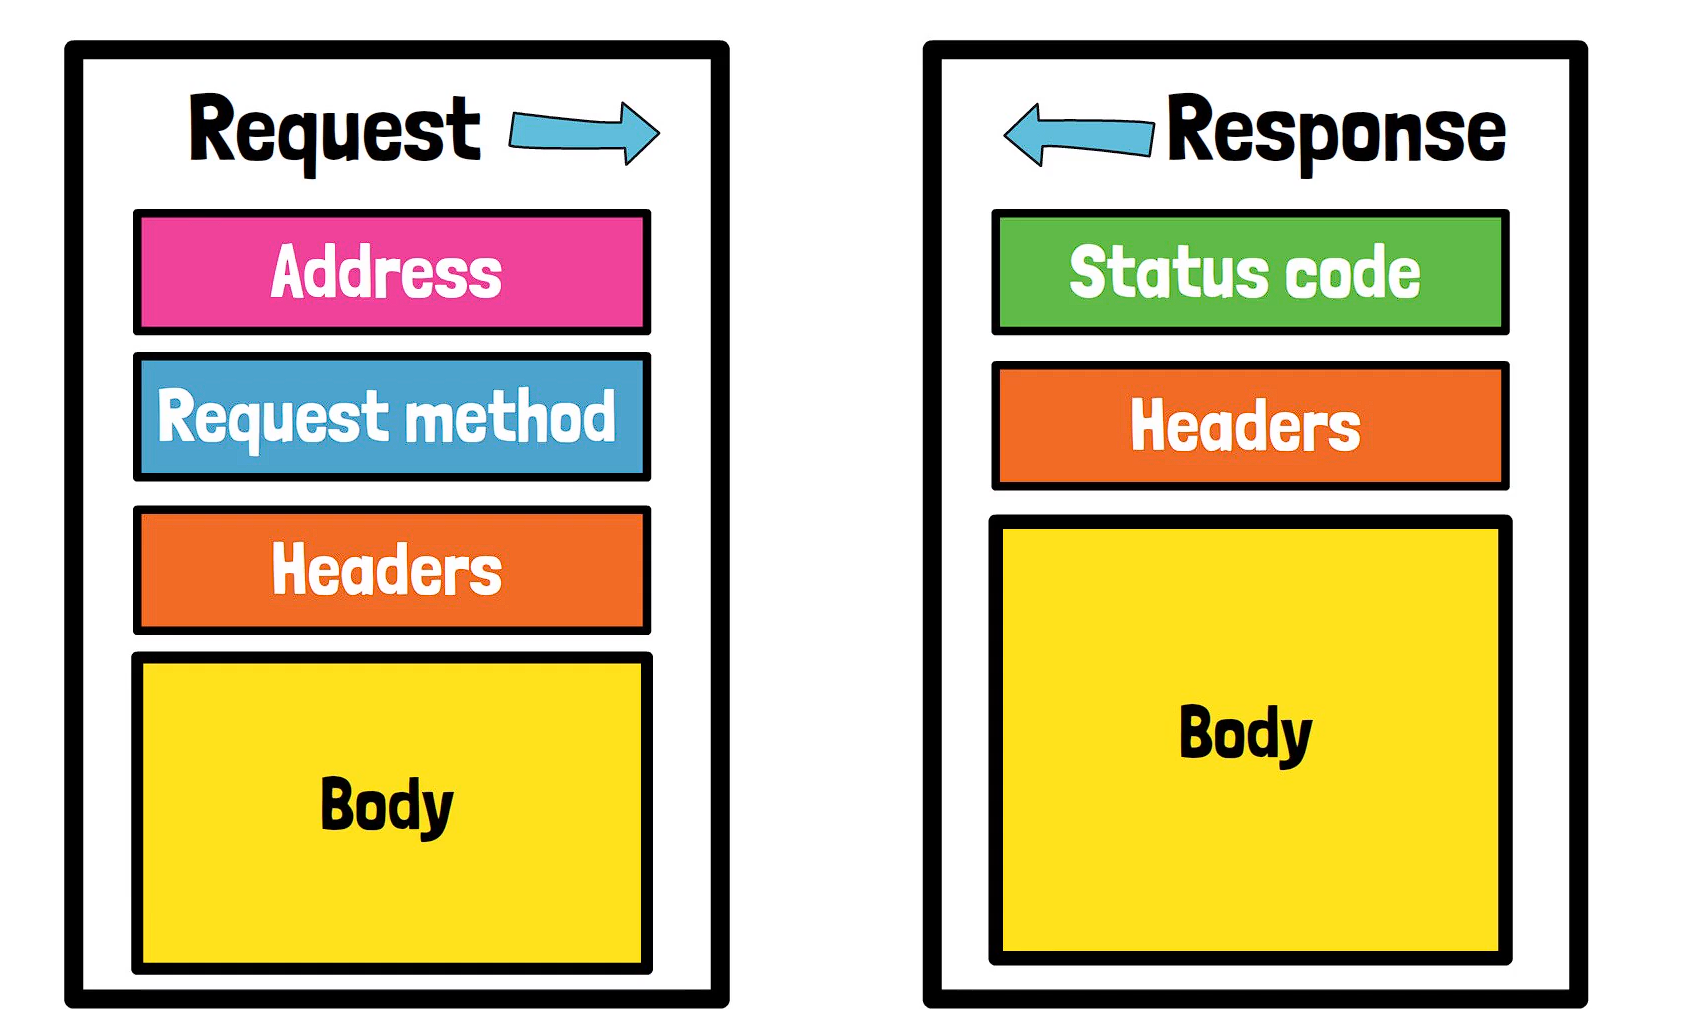 Request
Address
Request method
Headers
Body
Response
Status code
Headers
Body